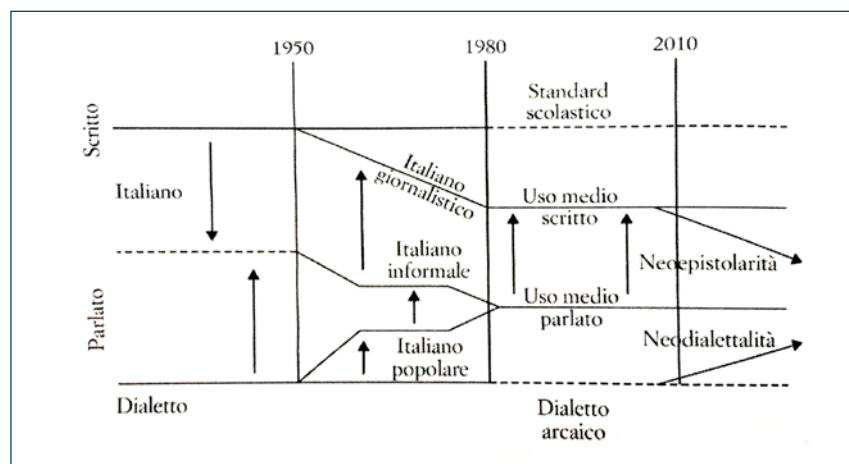 1950
1980
2010
Scritto
Parlato
Standard
scolastico
Italiano
Italiano
giornalistico
Uso medio
scritto
Italiano
informale
Neoepistolarità
Uso medio
parlato
Italiano
popolare
Neodialettalità
Dialetto
Dialetto
arcaico